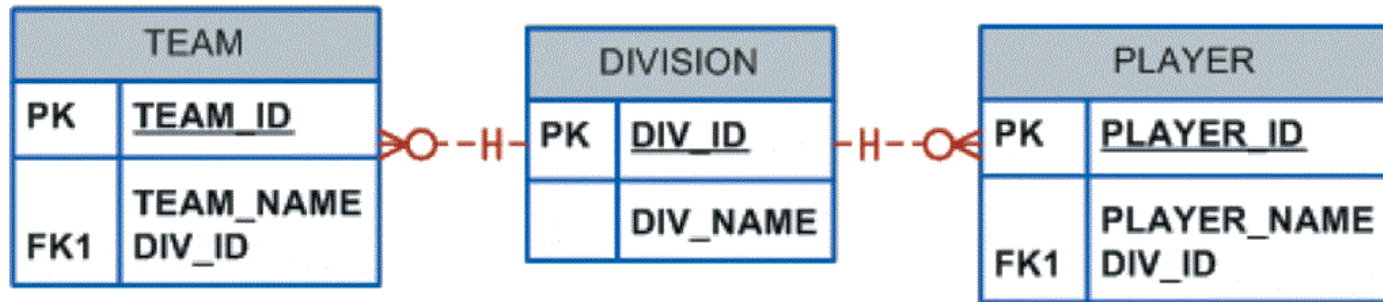 TEAM
PK TEAM_ID
TEAM_NAME
FK1 DIV_ID
DIVISION
PK DIV_ID
DIV_NAME
PLAYER
PK PLAYER_ID
PLAYER_NAME
FK1 DIV_ID